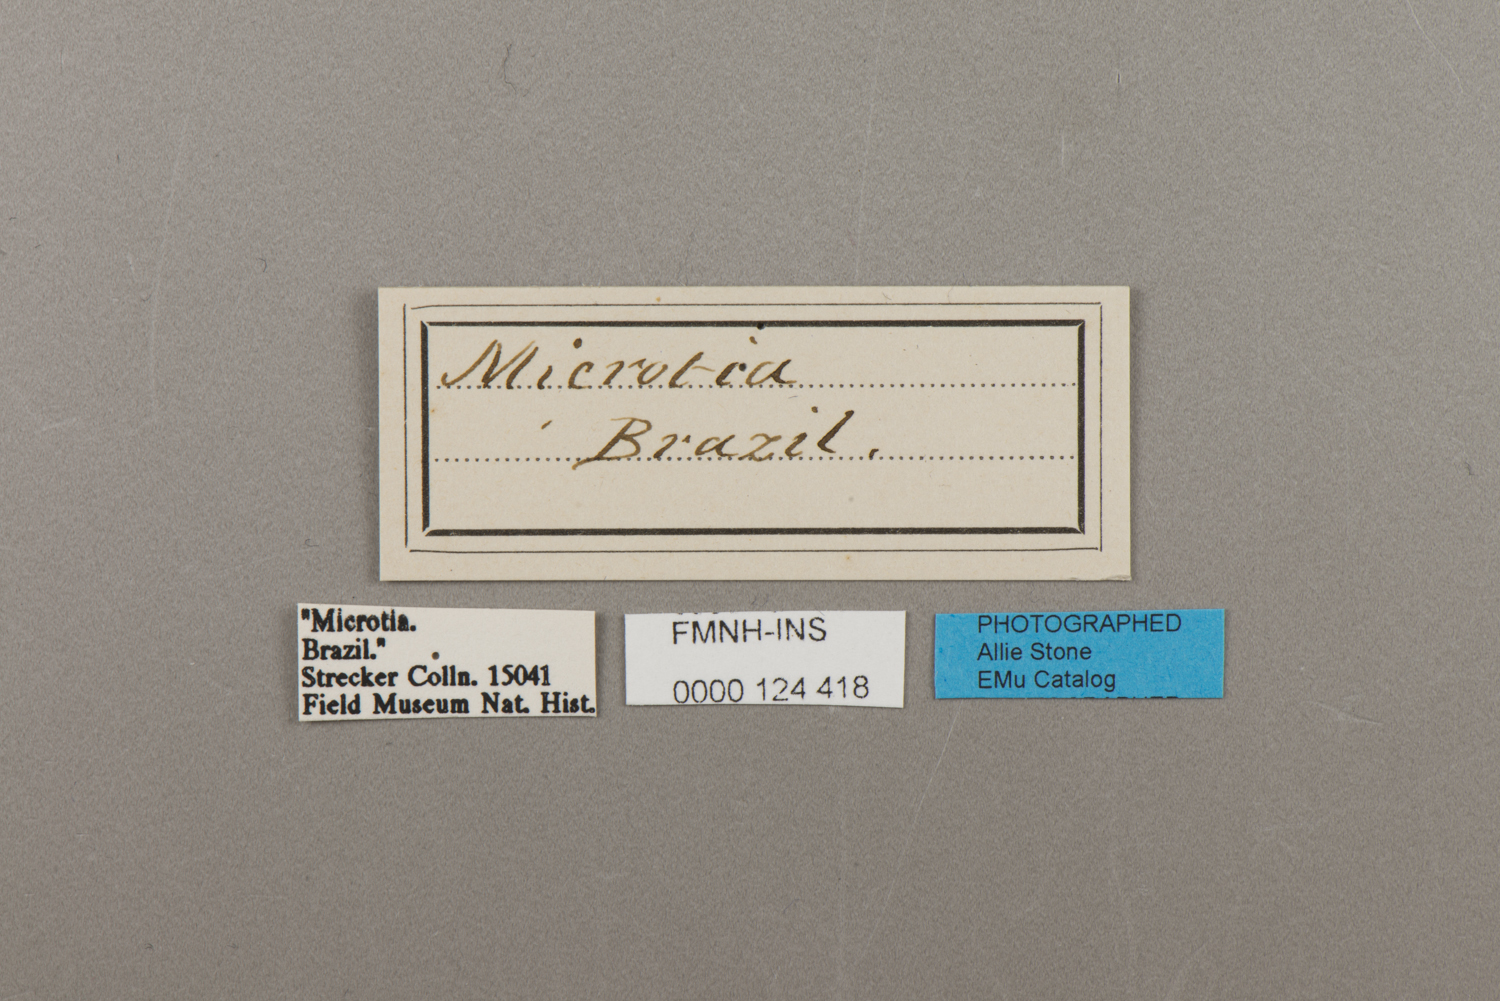 Microtia
Brazil.
"Microtia.
Brazil."
Strecker Colln. 15041
Field Museum Nat. Hist.
FMNH-INS
0000 124 418
PHOTOGRAPHED
Allie Stone
EMu Catalog